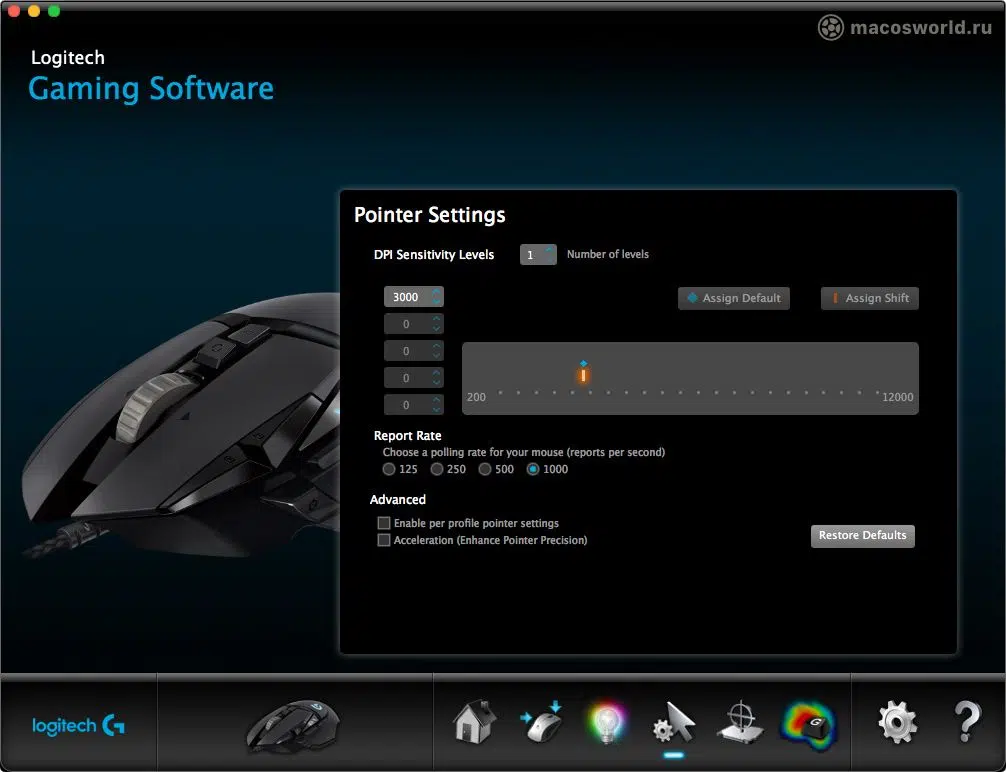 macosworld.ru
Logitech
Gaming Software
Pointer Settings
DPI Sensitivity Levels 1 Number of levels
3000 Assign Default Assign Shift
0
0
0
0
200 12000
Report Rate
Choose a polling rate for your mouse (reports per second)
125 250 500 1000
Advanced
Enable per profile pointer settings
Acceleration (Enhance Pointer Precision)
Restore Defaults
logitech G
G
?